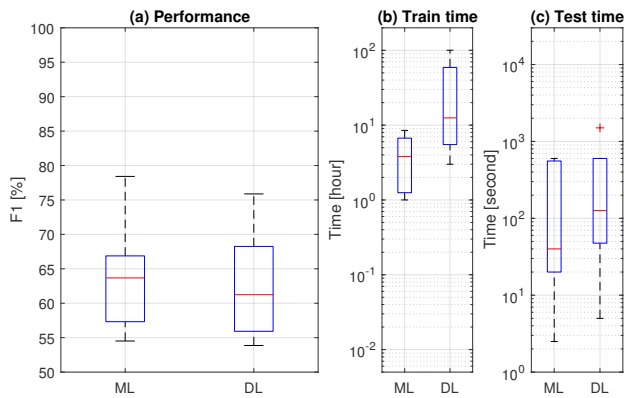 (a) Performance
F1 [%]
100
95
90
85
80
75
70
65
60
55
50
ML DL
(b) Train time
Time [hour]
10^2
10^1
10^0
10^-1
10^-2
ML DL
(c) Test time
Time [second]
10^4
10^3
10^2
10^1
10^0
ML DL